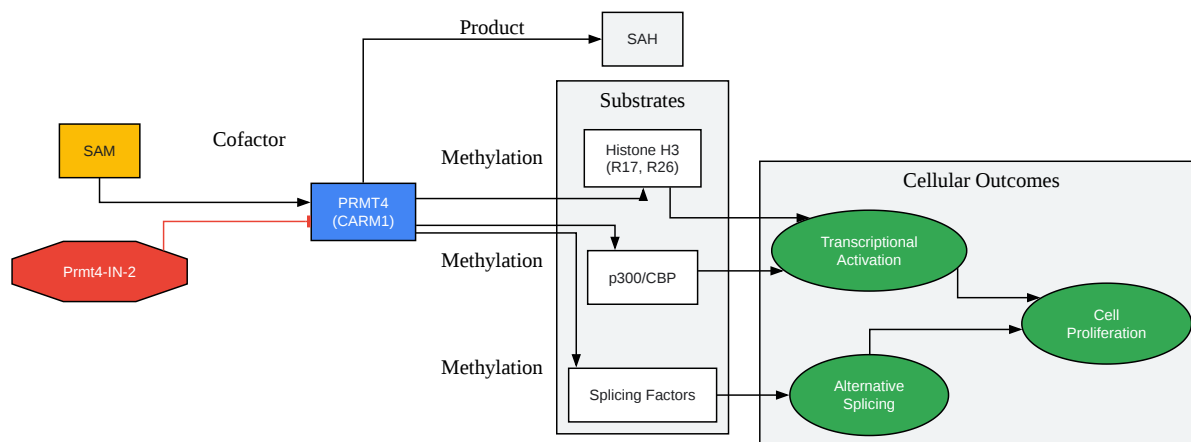 Product
SAH
Substrates
Cofactor
SAM
Methylation
Histone H3
(R17, R26)
Cellular Outcomes
PRMT4
(CARM1)
Transcriptional
Activation
Prmt4-IN-2
Methylation
p300/CBP
Cell
Proliferation
Methylation
Splicing Factors
Alternative
Splicing